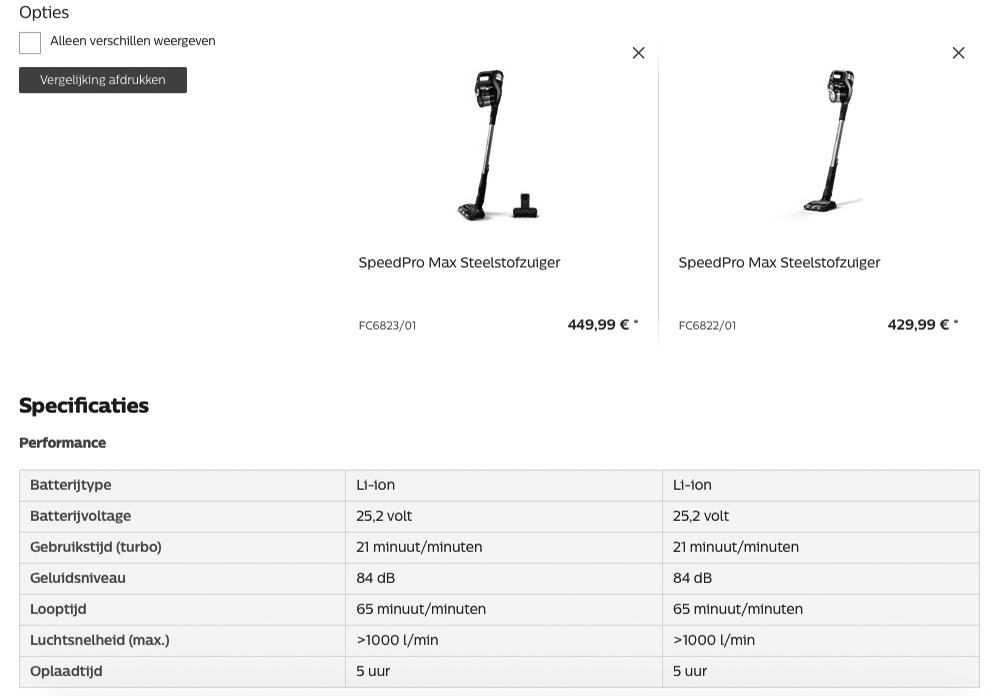 Opties
Alleen verschillen weergeven
Vergelijking afdrukken
SpeedPro Max Steelstofzuiger
SpeedPro Max Steelstofzuiger
FC6823/01 449,99 € *
FC6822/01 429,99 € *
Specificaties
Performance
Batterijtype Li-ion Li-ion
Batterijvoltage 25,2 volt 25,2 volt
Gebruikstijd (turbo) 21 minuut/minuten 21 minuut/minuten
Geluidsniveau 84 dB 84 dB
Looptijd 65 minuut/minuten 65 minuut/minuten
Luchtsnelheid (max.) >1000 l/min >1000 l/min
Oplaadtijd 5 uur 5 uur